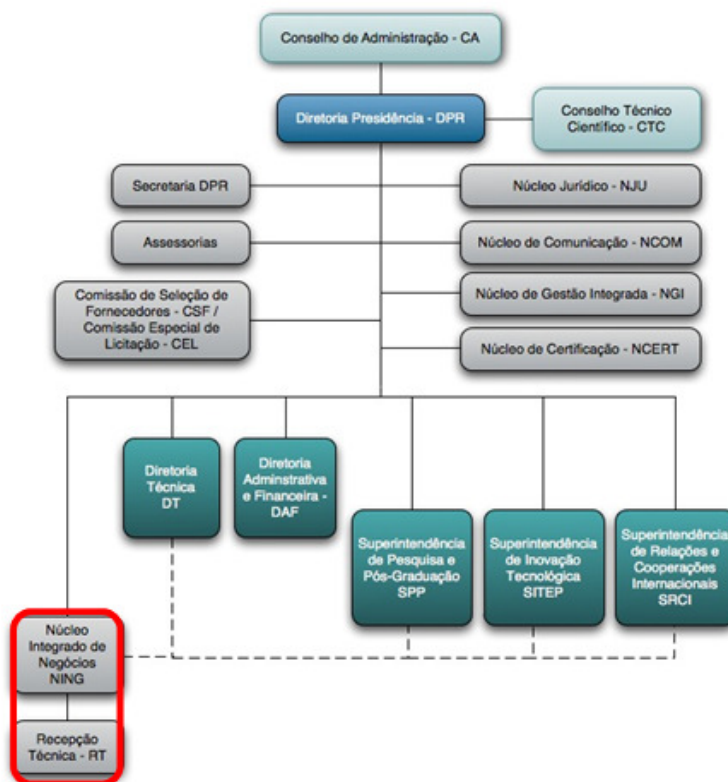 Conselho de Administração - CA
Diretoria Presidência - DPR
Conselho Técnico
Científico - CTC
Secretaria DPR
Núcleo Jurídico - NJU
Assessorias
Núcleo de Comunicação - NCOM
Comissão de Seleção de
Fornecedores - CSF /
Comissão Especial de
Licitação - CEL
Núcleo de Gestão Integrada - NGI
Núcleo de Certificação - NCERT
Diretoria
Técnica
DT
Diretoria
Adminstrativa
e Financeira -
DAF
Superintendência
de Pesquisa e
Pós-Graduação
SPP
Superintendência
de Inovação
Tecnológica
SITEP
Superintendência
de Relações e
Cooperações
Internacionais
SRCI
Núcleo
Integrado de
Negócios
NING
Recepção
Técnica - RT